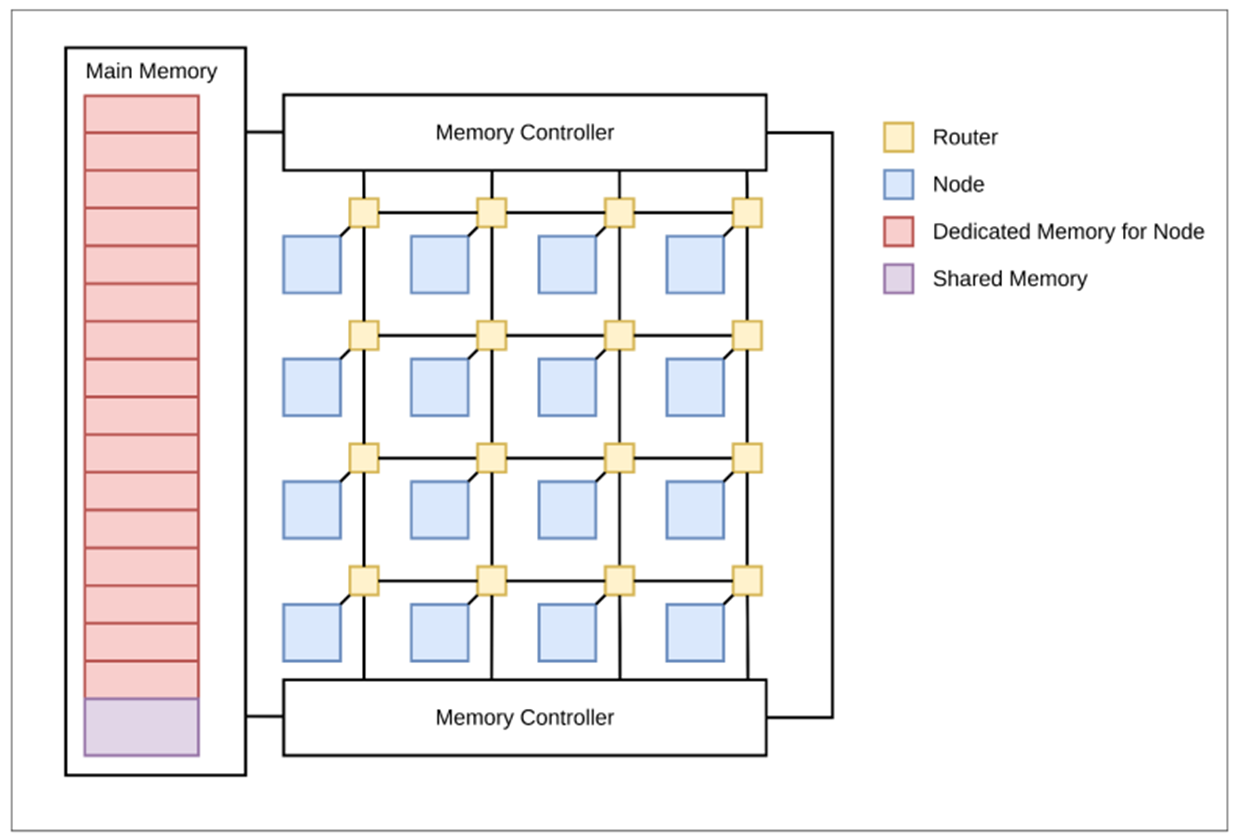 Main Memory
Memory Controller
Router
Node
Dedicated Memory for Node
Shared Memory
Memory Controller